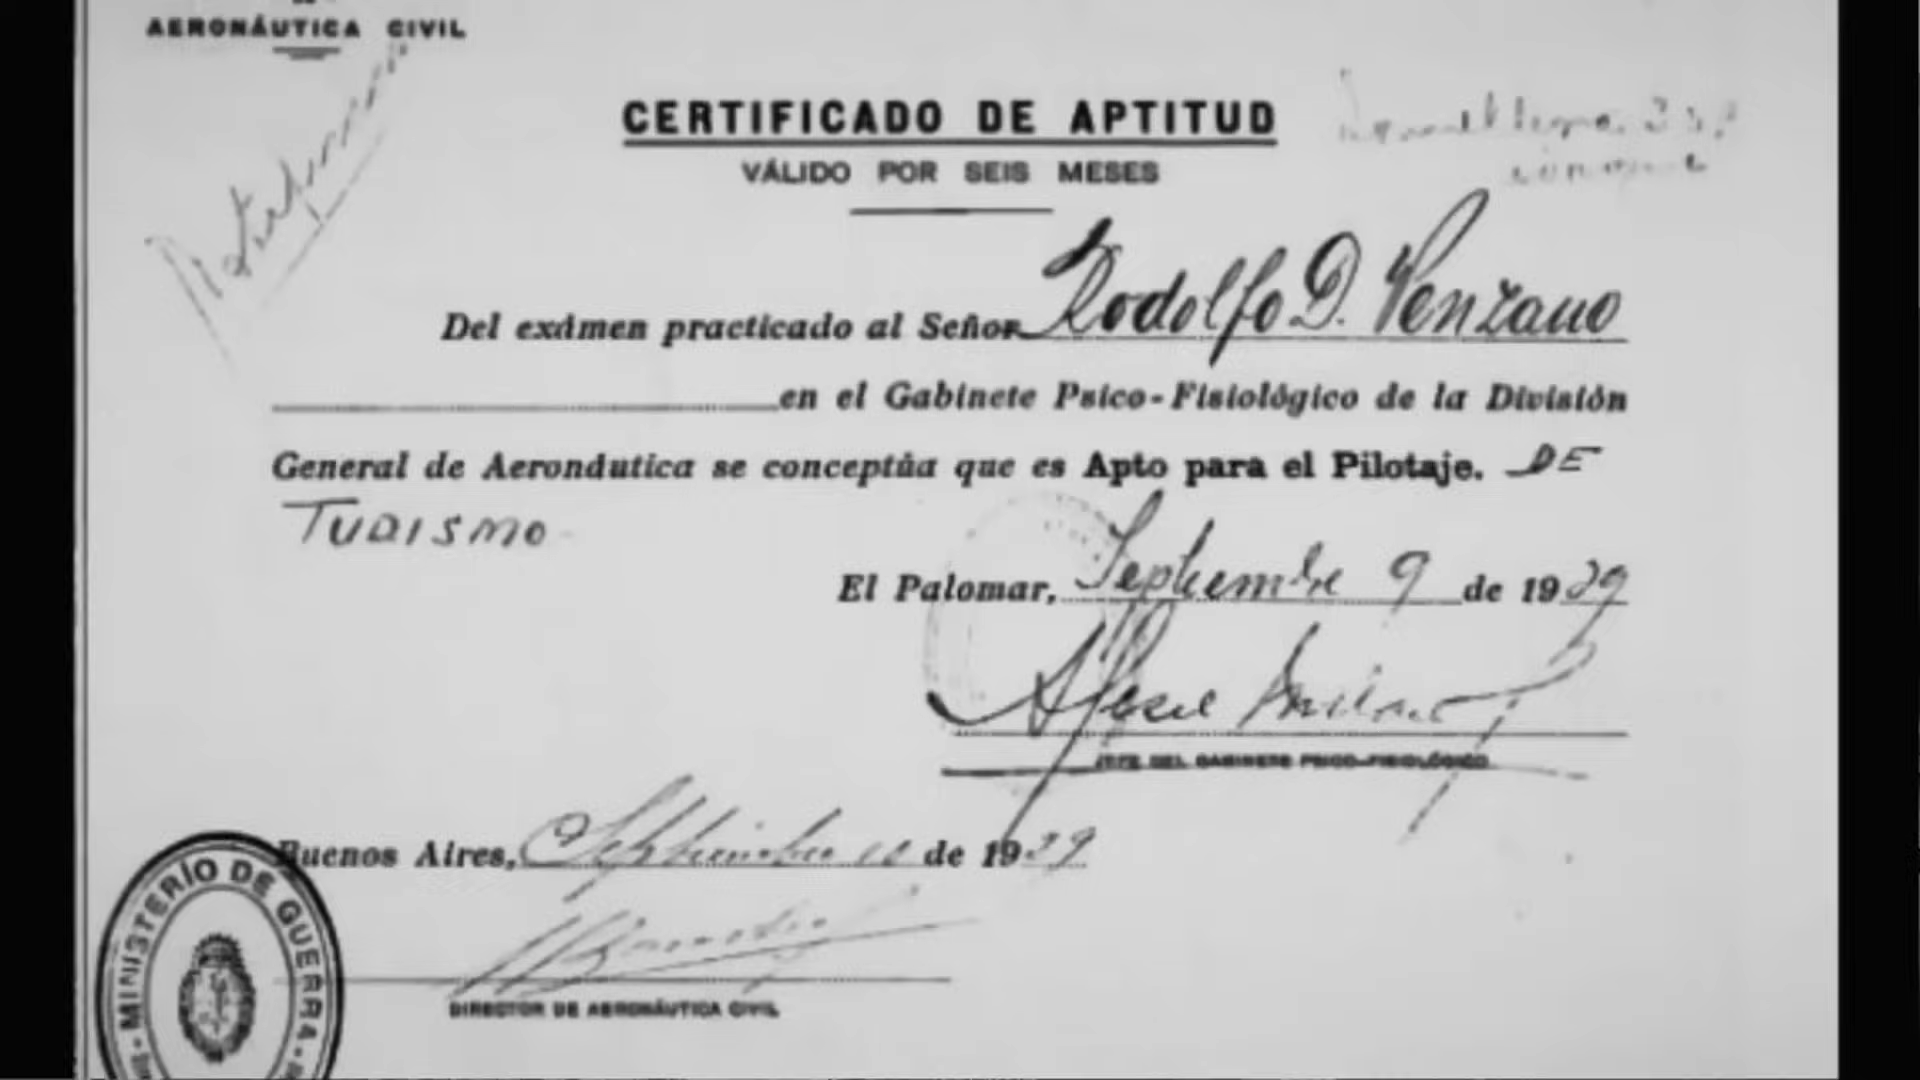 AERONÁUTICA CIVIL
CERTIFICADO DE APTITUD
VÁLIDO POR SEIS MESES
Del exámen practicado al Señor Rodolfo D. Venzano
en el Gabinete Psico-Fisiológico de la División
General de Aeronáutica se conceptúa que es Apto para el Pilotaje. DE
TURISMO
El Palomar, Septiembre 9 de 1929
JEFE DEL GABINETE PSICO-FISIOLÓGICO
Buenos Aires, Septiembre 10 de 1929
DIRECTOR DE AERONÁUTICA CIVIL
MINISTERIO DE GUERRA